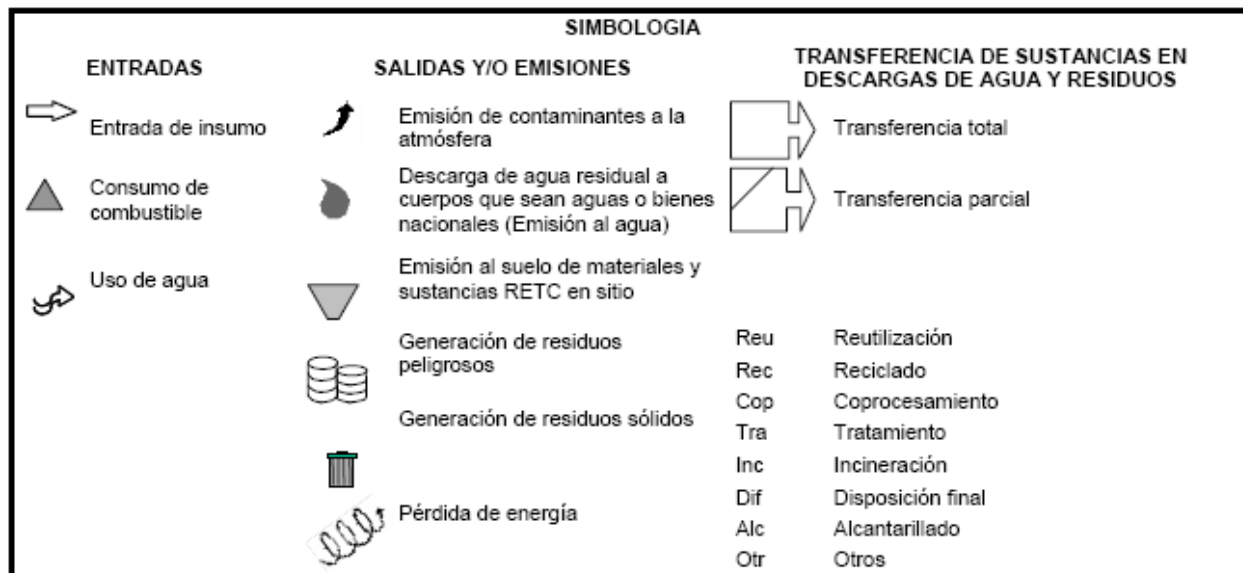 SIMBOLOGIA
ENTRADAS
Entrada de insumo
Consumo de
combustible
Uso de agua
SALIDAS Y/O EMISIONES
Emisión de contaminantes a la
atmósfera
Descarga de agua residual a
cuerpos que sean aguas o bienes
nacionales (Emisión al agua)
Emisión al suelo de materiales y
sustancias RETC en sitio
Generación de residuos
peligrosos
Generación de residuos sólidos
Pérdida de energía
TRANSFERENCIA DE SUSTANCIAS EN
DESCARGAS DE AGUA Y RESIDUOS
Transferencia total
Transferencia parcial
Reu Reutilización
Rec Reciclado
Cop Coprocesamiento
Tra Tratamiento
Inc Incineración
Dif Disposición final
Alc Alcantarillado
Otr Otros